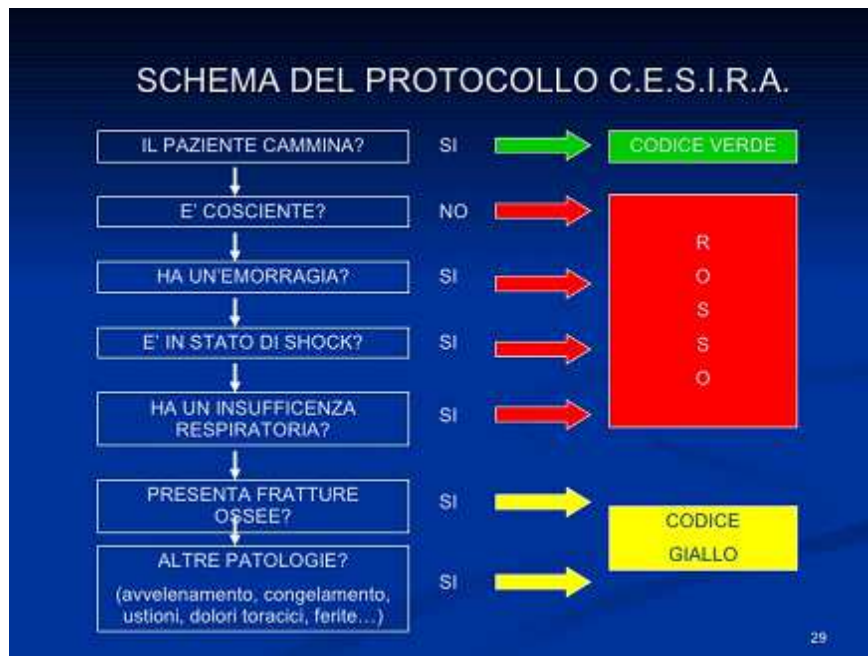 SCHEMA DEL PROTOCOLLO C.E.S.I.R.A.
IL PAZIENTE CAMMINA?
SI
CODICE VERDE
E' COSCIENTE?
NO
HA UN'EMORRAGIA?
SI
E' IN STATO DI SHOCK?
SI
HA UN INSUFFICENZA
RESPIRATORIA?
SI
R
O
S
S
O
PRESENTA FRATTURE
OSSEE?
SI
CODICE
GIALLO
ALTRE PATOLOGIE?
(avvelenamento, congelamento,
ustioni, dolori toracici, ferite…)
SI
29